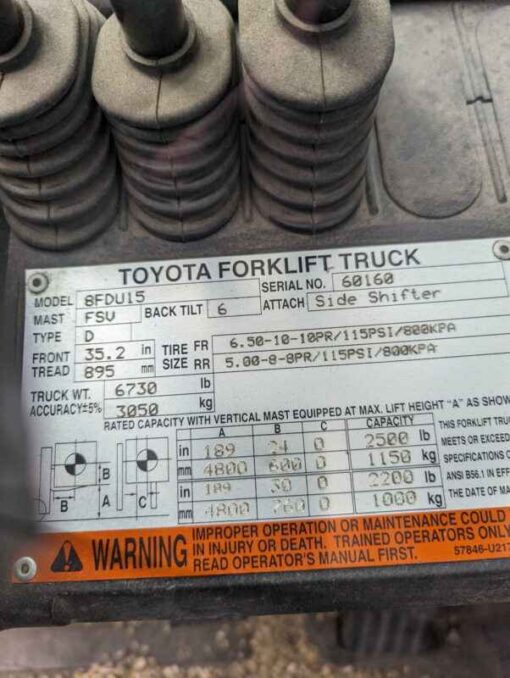 TOYOTA FORKLIFT TRUCK
MODEL 8FDU15 SERIAL NO. 60160
MAST FSV BACK TILT 6 ATTACH Side Shifter
TYPE D
FRONT TREAD 35.2 in 895 mm
TIRE SIZE FR 6.50-10-10PR/115PSI/800KPA
RR 5.00-8-8PR/115PSI/800KPA
TRUCK WT. 6730 lb
ACCURACY±5% 3050 kg
RATED CAPACITY WITH VERTICAL MAST EQUIPPED AT MAX. LIFT HEIGHT "A" AS SHOW
A B C CAPACITY
in 189 24 0 2500 lb
mm 4800 600 0 1150 kg
in 189 30 0 2200 lb
mm 4800 760 0 1000 kg
B
B A C
THIS FORKLIFT TRUC
MEETS OR EXCEED
SPECIFICATIONS O
ANSI B56.1 IN EFF
THE DATE OF MA
WARNING
IMPROPER OPERATION OR MAINTENANCE COULD
IN INJURY OR DEATH. TRAINED OPERATORS ONLY
READ OPERATOR'S MANUAL FIRST.
57846-U217